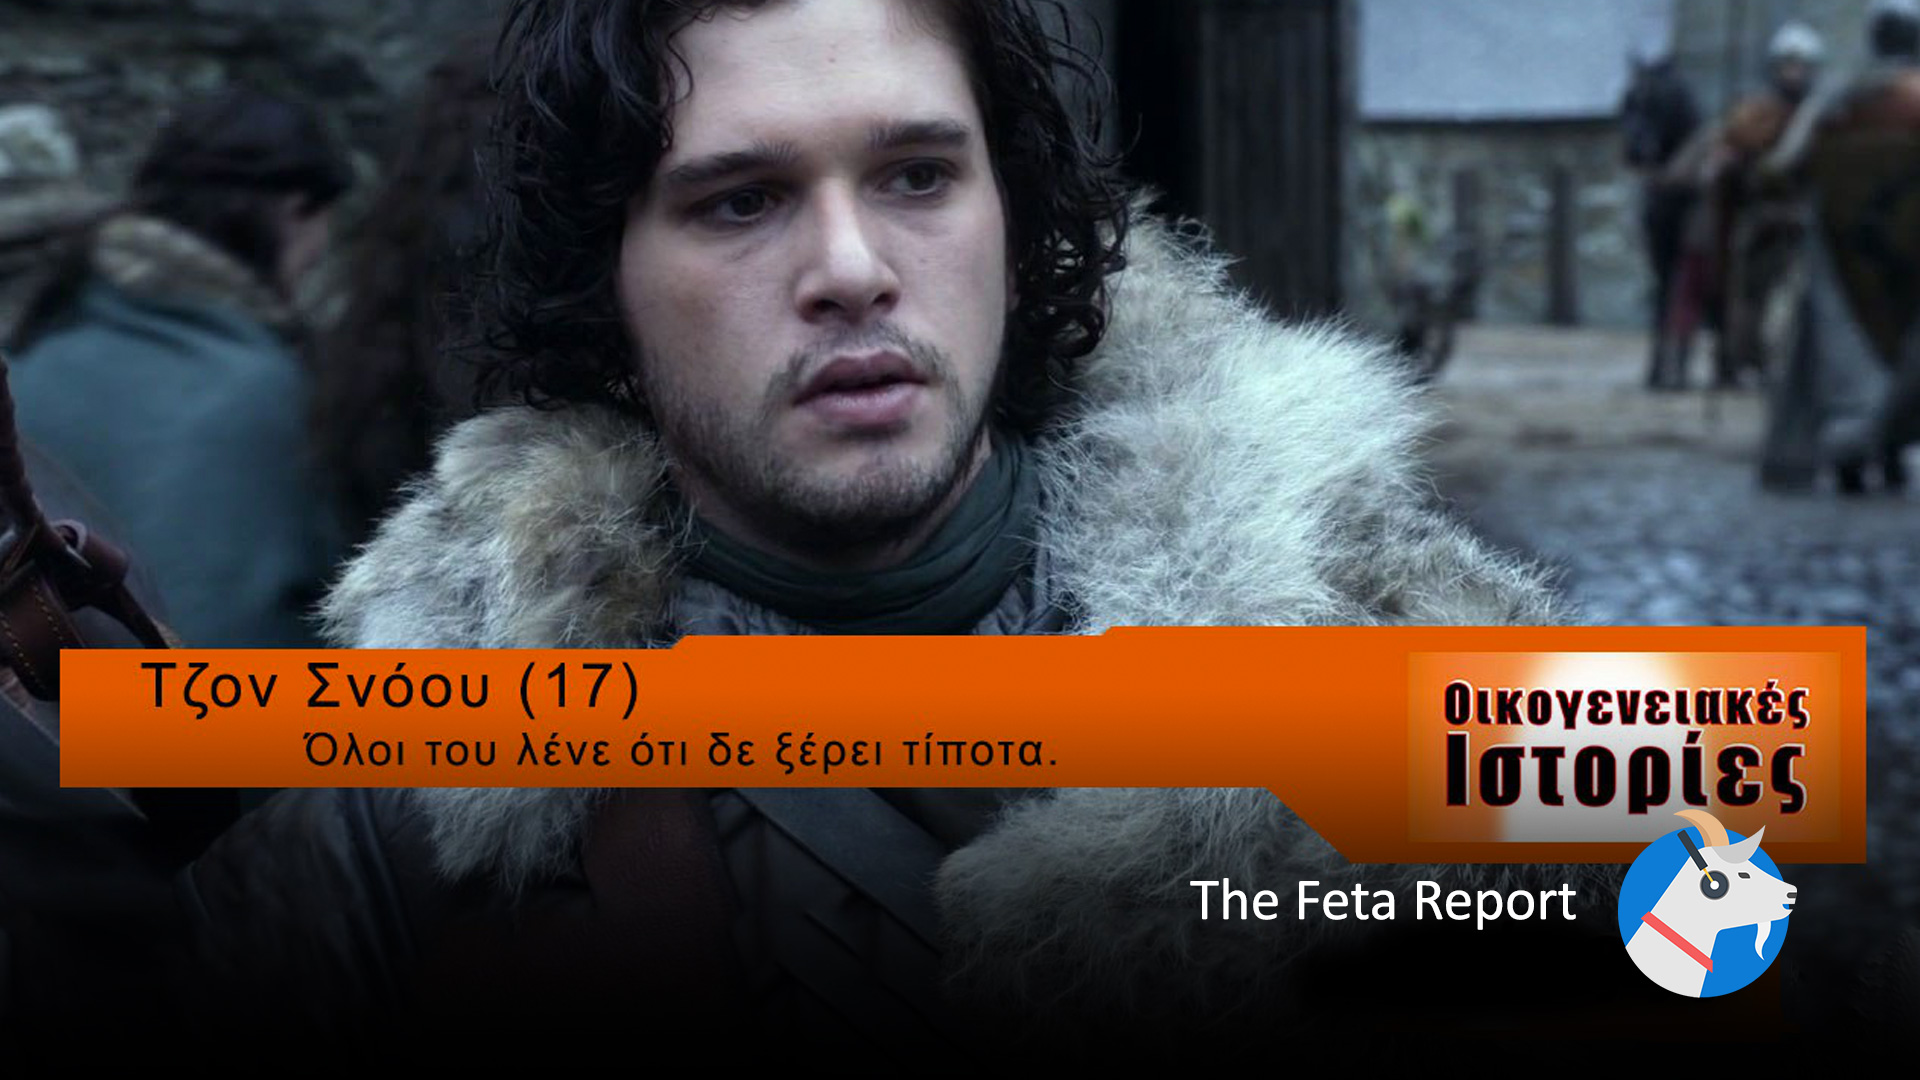 Τζον Σνόου (17)
Όλοι του λένε ότι δε ξέρει τίποτα.
Οικογενειακές
Ιστορίες
The Feta Report